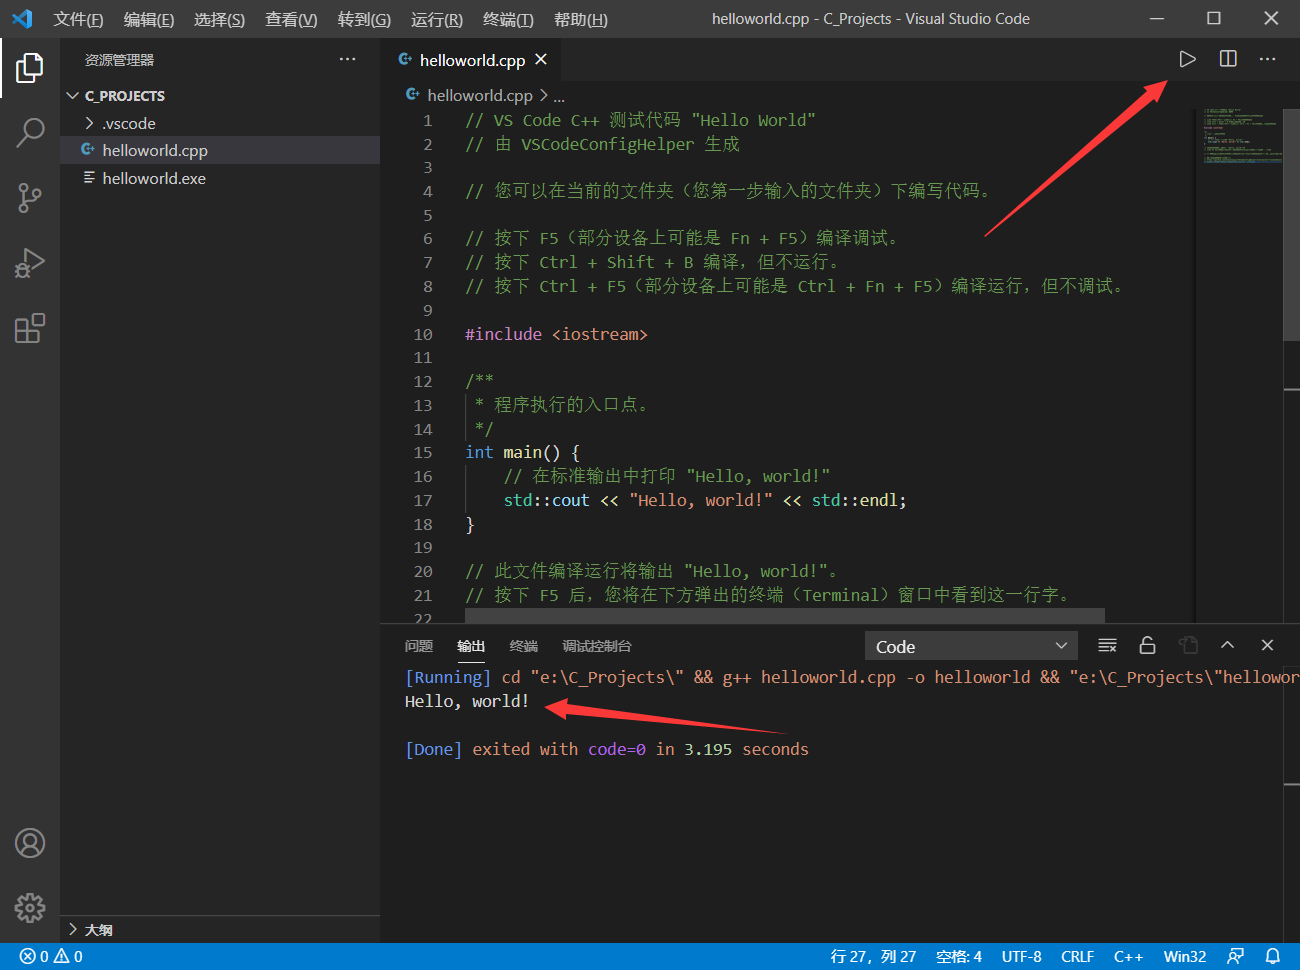 文件(F) 编辑(E) 选择(S) 查看(V) 转到(G) 运行(R) 终端(T) 帮助(H) helloworld.cpp - C_Projects - Visual Studio Code
资源管理器
C_PROJECTS
.vscode
helloworld.cpp
helloworld.exe
大纲
helloworld.cpp
helloworld.cpp > ...
1 // VS Code C++ 测试代码 "Hello World"
2 // 由 VSCodeConfigHelper 生成
3
4 // 您可以在当前的文件夹（您第一步输入的文件夹）下编写代码。
5
6 // 按下 F5（部分设备上可能是 Fn + F5）编译调试。
7 // 按下 Ctrl + Shift + B 编译，但不运行。
8 // 按下 Ctrl + F5（部分设备上可能是 Ctrl + Fn + F5）编译运行，但不调试。
9
10 #include <iostream>
11
12 /**
13  * 程序执行的入口点。
14  */
15 int main() {
16     // 在标准输出中打印 "Hello, world!"
17     std::cout << "Hello, world!" << std::endl;
18 }
19
20 // 此文件编译运行将输出 "Hello, world!"。
21 // 按下 F5 后，您将在下方弹出的终端（Terminal）窗口中看到这一行字。
22
问题 输出 终端 调试控制台 Code
[Running] cd "e:\C_Projects\" && g++ helloworld.cpp -o helloworld && "e:\C_Projects\"hellowor
Hello, world!
[Done] exited with code=0 in 3.195 seconds
0 0 行 27，列 27 空格: 4 UTF-8 CRLF C++ Win32